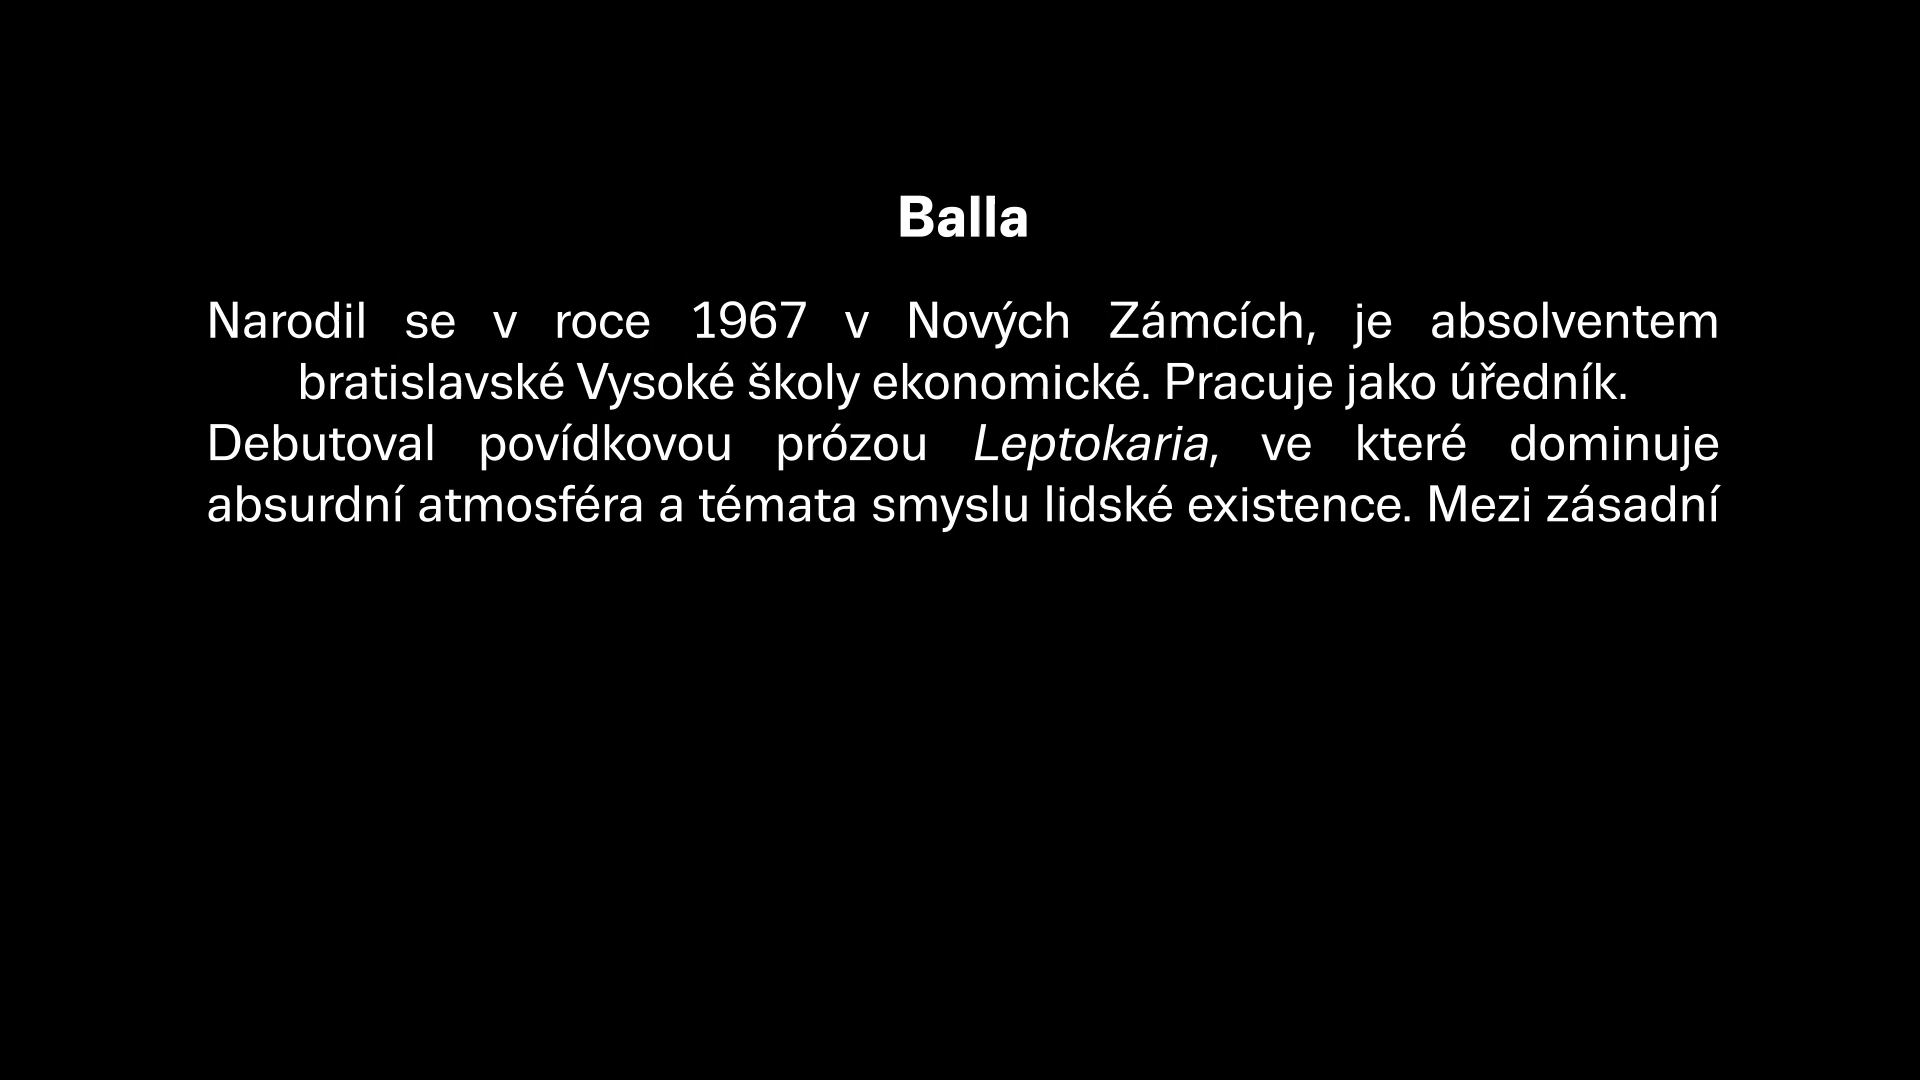 Balla
Narodil se v roce 1967 v Nových Zámcích, je absolventem
bratislavské Vysoké školy ekonomické. Pracuje jako úředník.
Debutoval povídkovou prózou Leptokaria, ve které dominuje
absurdní atmosféra a témata smyslu lidské existence. Mezi zásadní